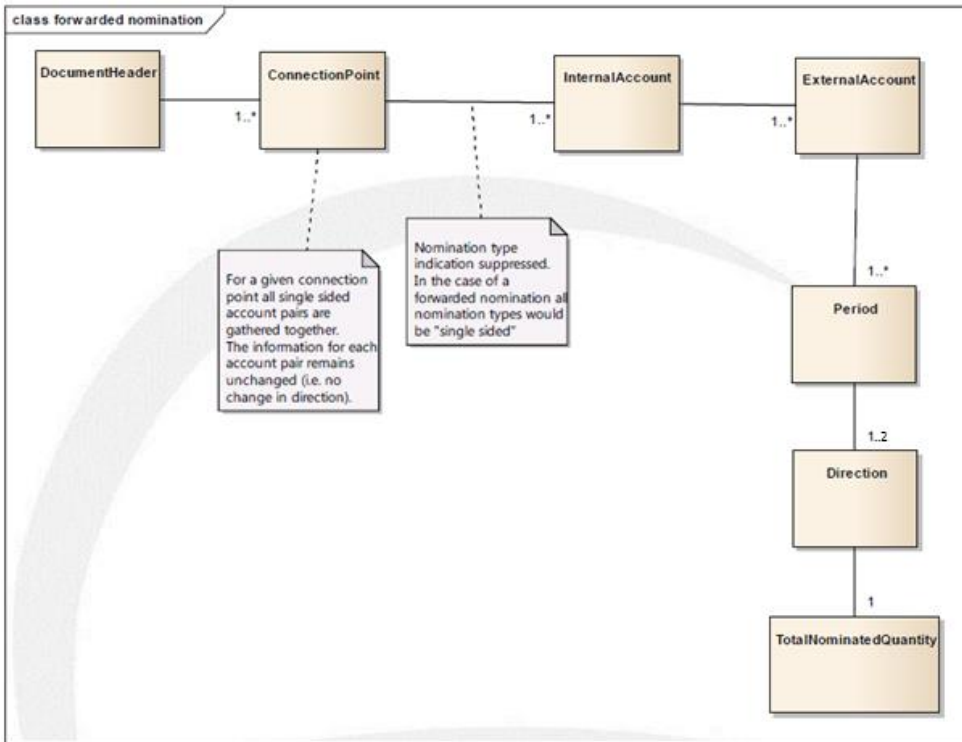 class forwarded nomination
DocumentHeader
ConnectionPoint
InternalAccount
ExternalAccount
1..*
1..*
1..*
For a given connection
point all single sided
account pairs are
gathered together.
The information for each
account pair remains
unchanged (i.e. no
change in direction).
Nomination type
indication suppressed.
In the case of a
forwarded nomination all
nomination types would
be "single sided"
1..*
Period
1..2
Direction
1
TotalNominatedQuantity